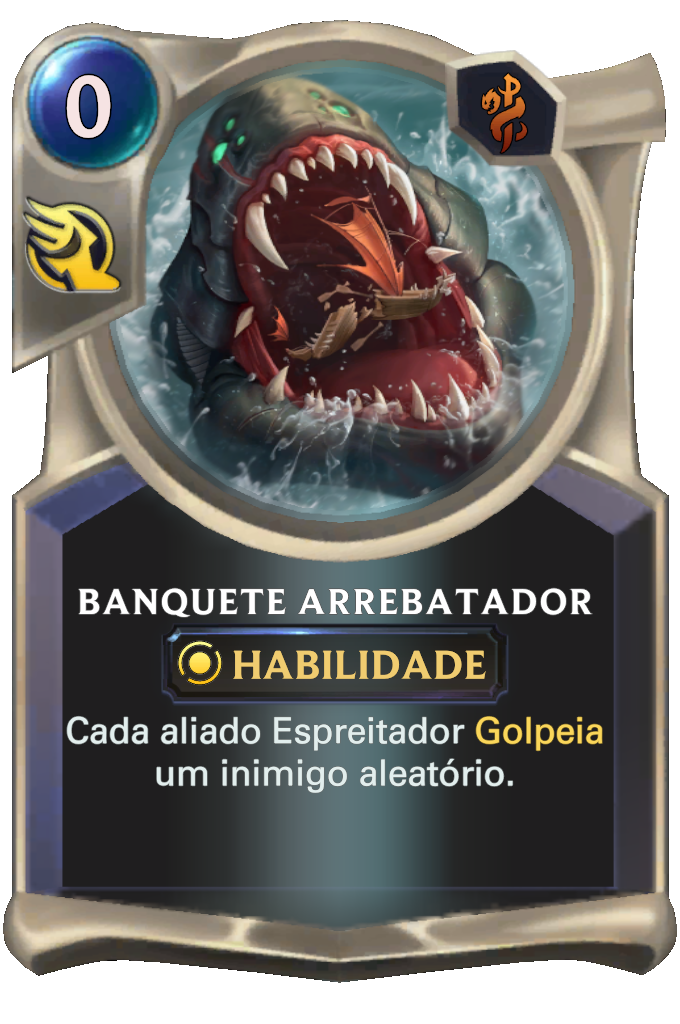 0
BANQUETE ARREBATADOR
HABILIDADE
Cada aliado Espreitador Golpeia
um inimigo aleatório.